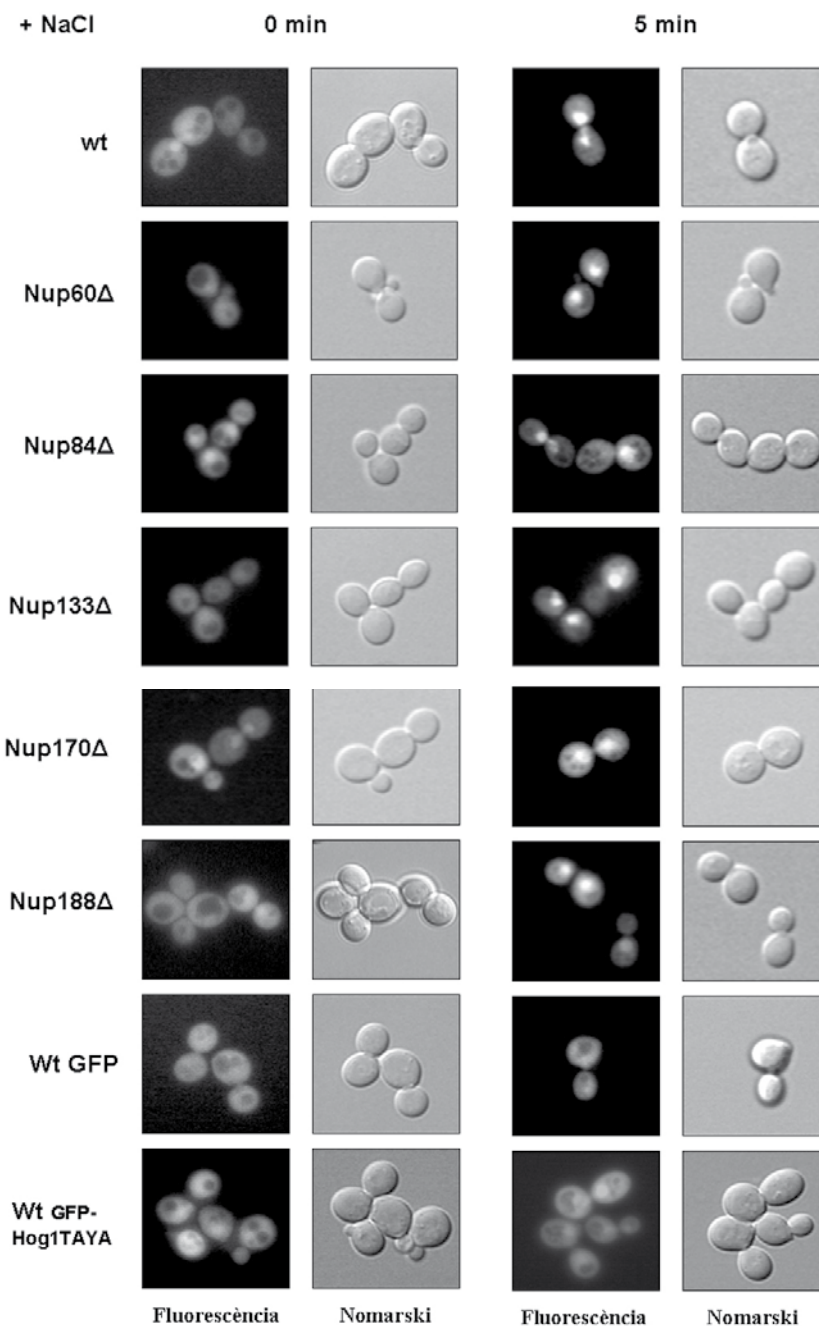 + NaCl 0 min 5 min
wt
Nup60Δ
Nup84Δ
Nup133Δ
Nup170Δ
Nup188Δ
Wt GFP
Wt GFP-
Hog1TAYA
Fluorescència Nomarski Fluorescència Nomarski